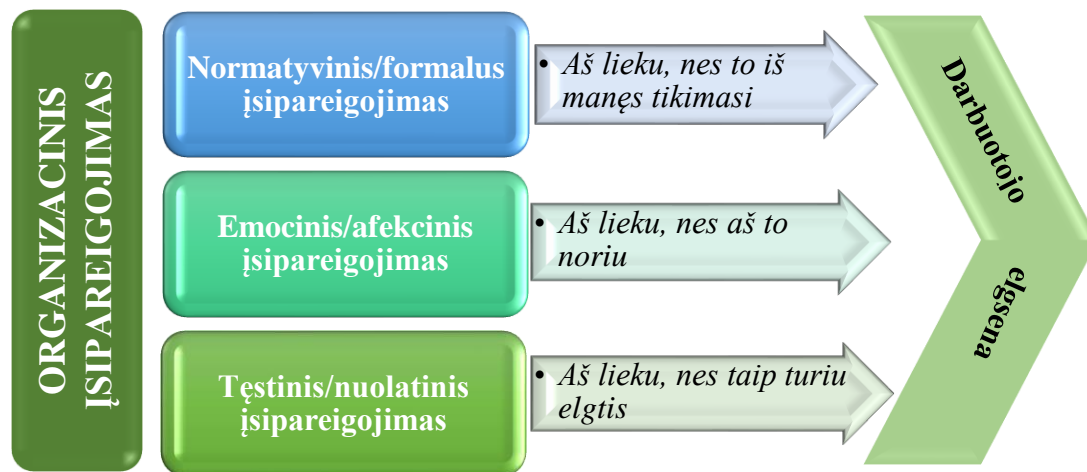 ORGANIZACINIS
ĮSIPAREIGOJIMAS
Normatyvinis/formalus
įsipareigojimas
• Aš lieku, nes to iš
manęs tikimasi
Emocinis/afekcinis
įsipareigojimas
• Aš lieku, nes aš to
noriu
Tęstinis/nuolatinis
įsipareigojimas
• Aš lieku, nes taip turiu
elgtis
Darbuotojo
elgsena